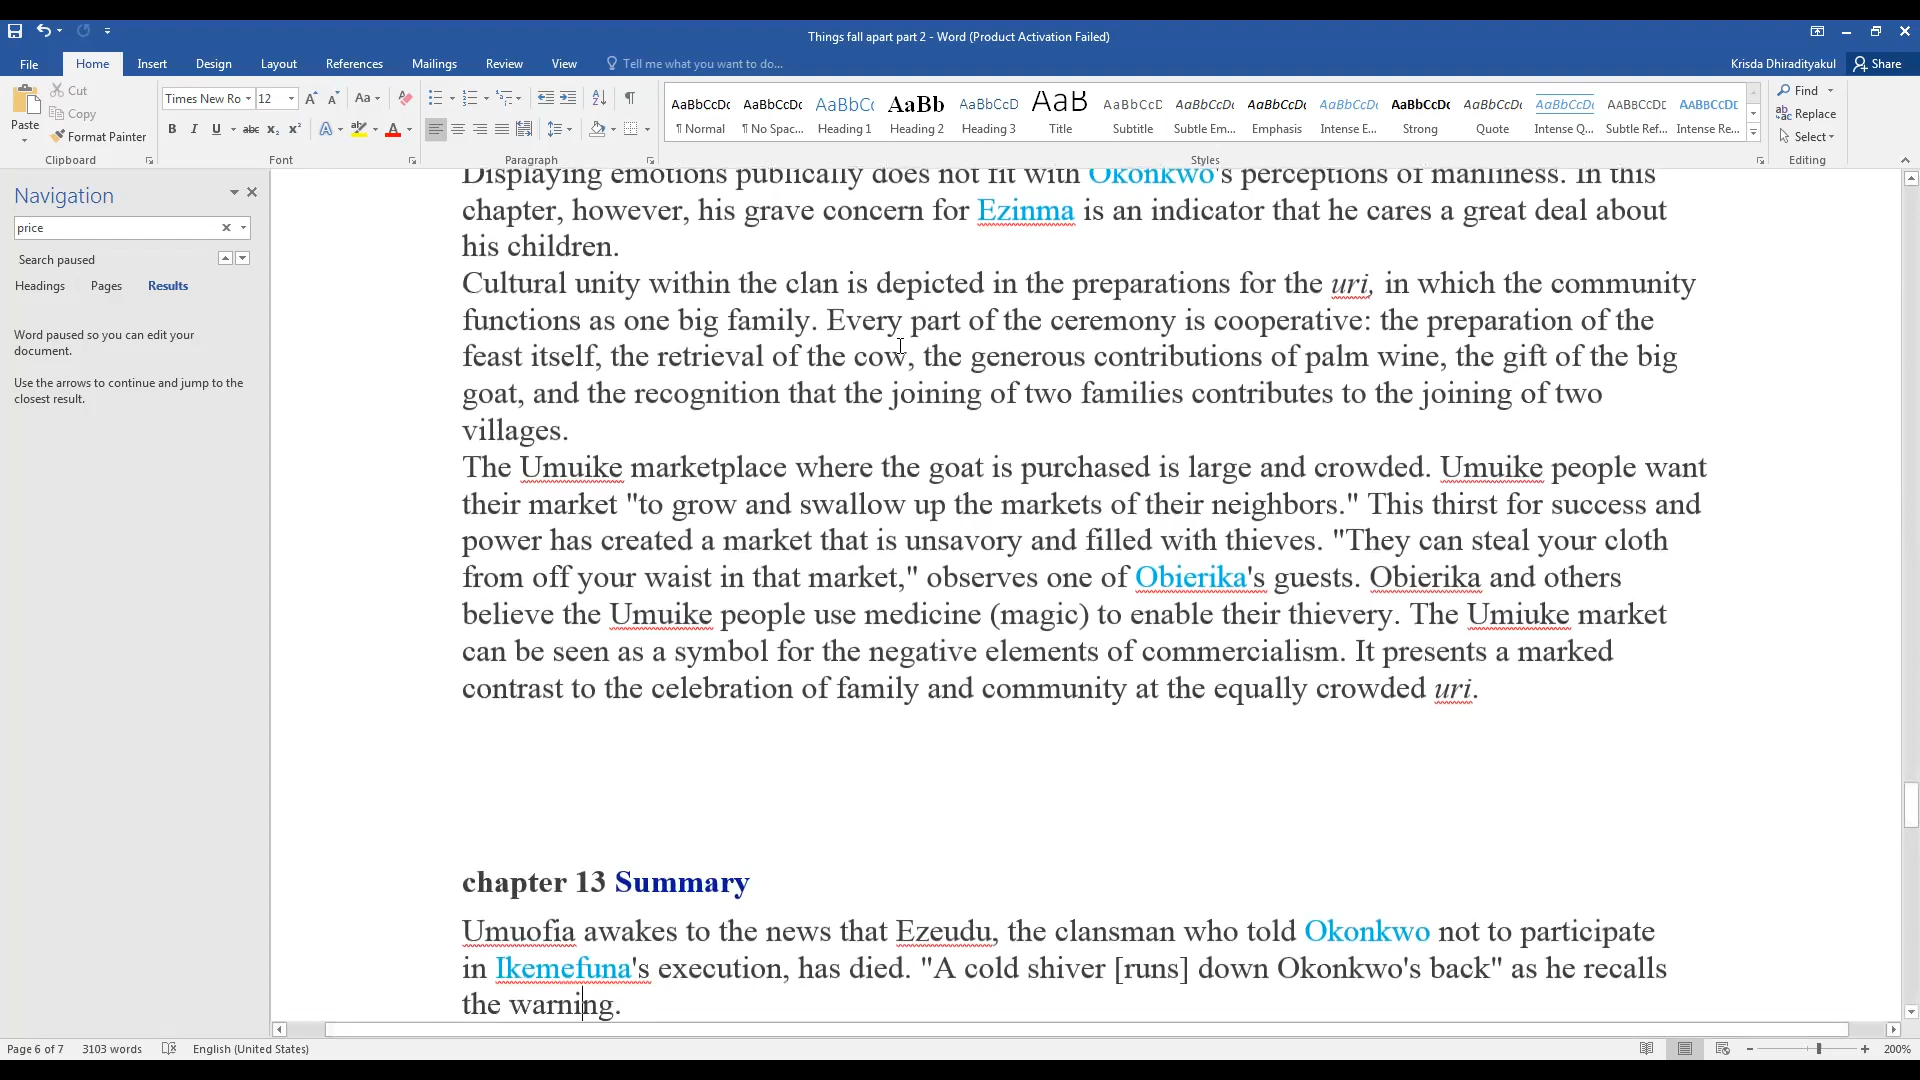 Things fall apart part 2 - Word (Product Activation Failed)
File Home Insert Design Layout References Mailings Review View Tell me what you want to do... Krisda Dhiradityakul Share
Paste Cut Copy Format Painter
Clipboard
Times New Ro 12 Aa
B I U abc x₂ x² A A
Font
Paragraph
AaBbCcDc AaBbCcDc AaBbC( AaBb AaBbCcD AaB AaBbCcD AaBbCcDc AaBbCcDc AaBbCcDc AaBbCcDc AaBbCcDc AaBbCcDc AABBCCDE AABBCCDE
¶ Normal ¶ No Spac... Heading 1 Heading 2 Heading 3 Title Subtitle Subtle Em... Emphasis Intense E... Strong Quote Intense Q... Subtle Ref... Intense Re...
Styles
Find
Replace
Select
Editing
Navigation
price
Search paused
Headings Pages Results
Word paused so you can edit your
document.
Use the arrows to continue and jump to the
closest result.
Displaying emotions publically does not fit with Okonkwo's perceptions of manliness. In this
chapter, however, his grave concern for Ezinma is an indicator that he cares a great deal about
his children.
Cultural unity within the clan is depicted in the preparations for the uri, in which the community
functions as one big family. Every part of the ceremony is cooperative: the preparation of the
feast itself, the retrieval of the cow, the generous contributions of palm wine, the gift of the big
goat, and the recognition that the joining of two families contributes to the joining of two
villages.
The Umuike marketplace where the goat is purchased is large and crowded. Umuike people want
their market "to grow and swallow up the markets of their neighbors." This thirst for success and
power has created a market that is unsavory and filled with thieves. "They can steal your cloth
from off your waist in that market," observes one of Obierika's guests. Obierika and others
believe the Umuike people use medicine (magic) to enable their thievery. The Umiuke market
can be seen as a symbol for the negative elements of commercialism. It presents a marked
contrast to the celebration of family and community at the equally crowded uri.
chapter 13 Summary
Umuofia awakes to the news that Ezeudu, the clansman who told Okonkwo not to participate
in Ikemefuna's execution, has died. "A cold shiver [runs] down Okonkwo's back" as he recalls
the warning.
Page 6 of 7 3103 words English (United States) 200%